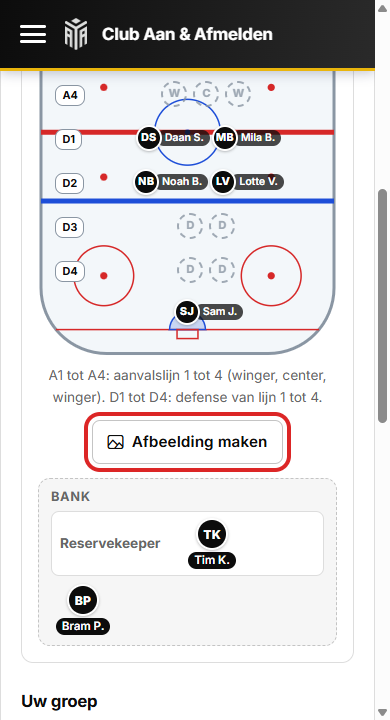 Club Aan & Afmelden
A4 W C W
D1 DS Daan S. MB Mila B.
D2 NB Noah B. LV Lotte V.
D3 D D
D4 D D
SJ Sam J.
A1 tot A4: aanvalslijn 1 tot 4 (winger, center,
winger). D1 tot D4: defense van lijn 1 tot 4.
Afbeelding maken
BANK
TK
Reservekeeper
Tim K.
BP
Bram P.
Uw groep